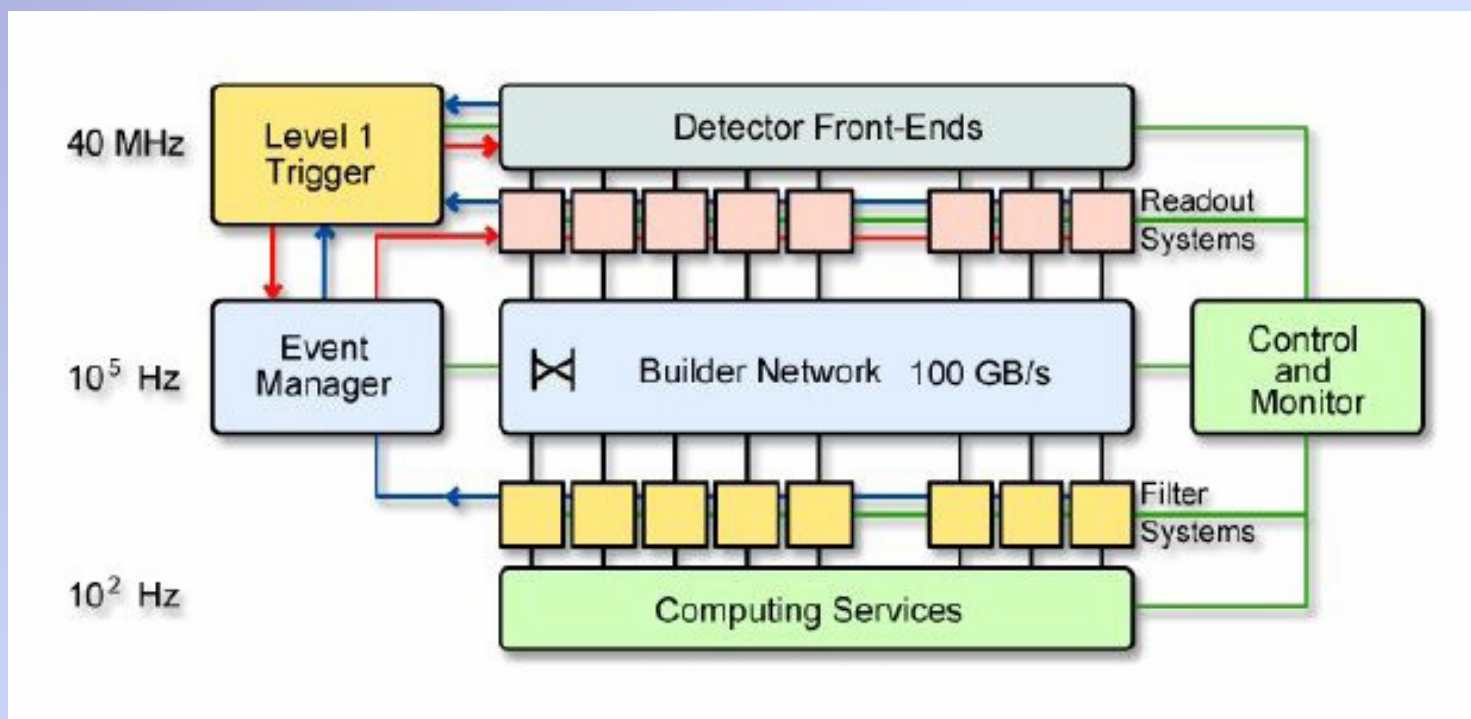 40 MHz
Level 1
Trigger
Detector Front-Ends
Readout
Systems
10⁵ Hz
Event
Manager
Builder Network 100 GB/s
Control
and
Monitor
Filter
Systems
10² Hz
Computing Services